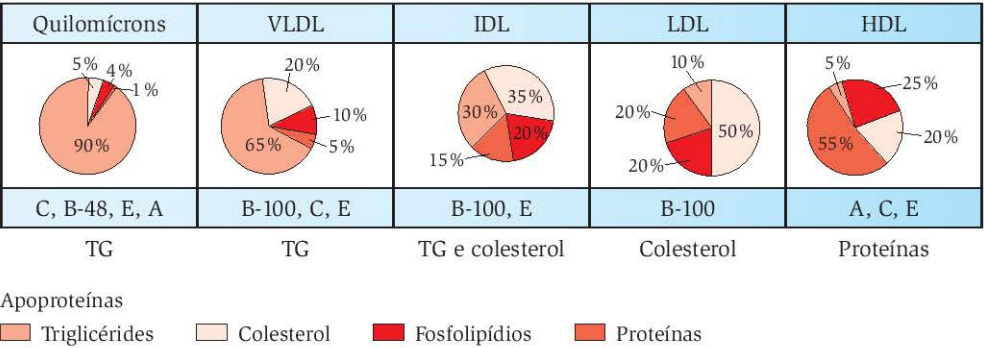 Quilomícrons VLDL IDL LDL HDL
5% 4% 1% 90%
20% 10% 5% 65%
35% 30% 20% 15%
10% 20% 50% 20%
5% 25% 20% 55%
C, B-48, E, A B-100, C, E B-100, E B-100 A, C, E
TG TG TG e colesterol Colesterol Proteínas
Apoproteínas
Triglicérides Colesterol Fosfolipídios Proteínas